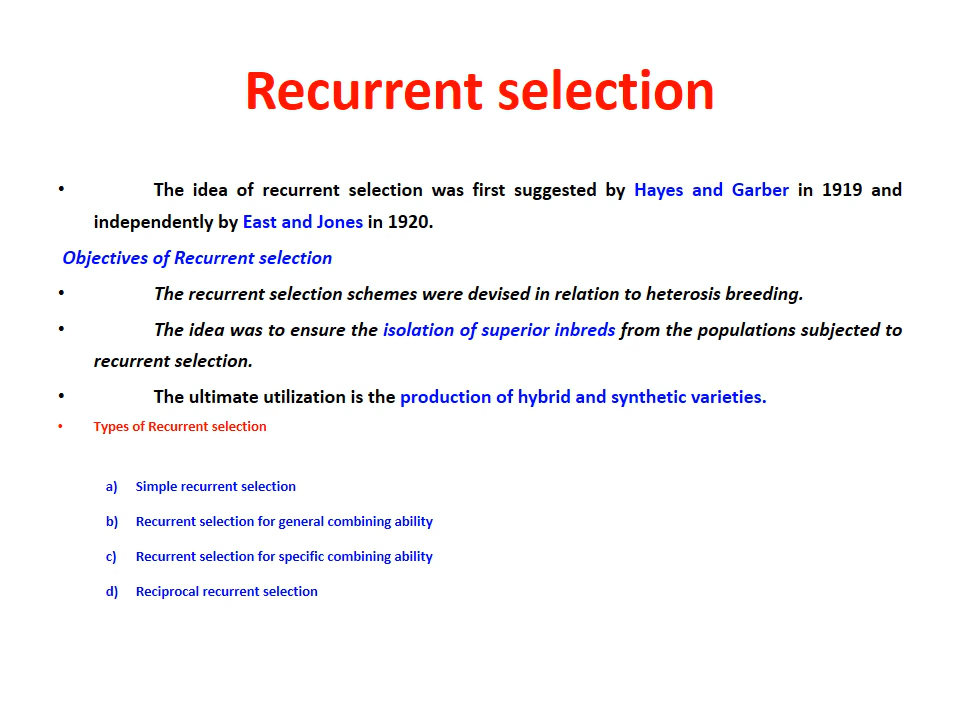 Recurrent selection
• The idea of recurrent selection was first suggested by Hayes and Garber in 1919 and
independently by East and Jones in 1920.
Objectives of Recurrent selection
• The recurrent selection schemes were devised in relation to heterosis breeding.
• The idea was to ensure the isolation of superior inbreds from the populations subjected to
recurrent selection.
• The ultimate utilization is the production of hybrid and synthetic varieties.
• Types of Recurrent selection
a) Simple recurrent selection
b) Recurrent selection for general combining ability
c) Recurrent selection for specific combining ability
d) Reciprocal recurrent selection